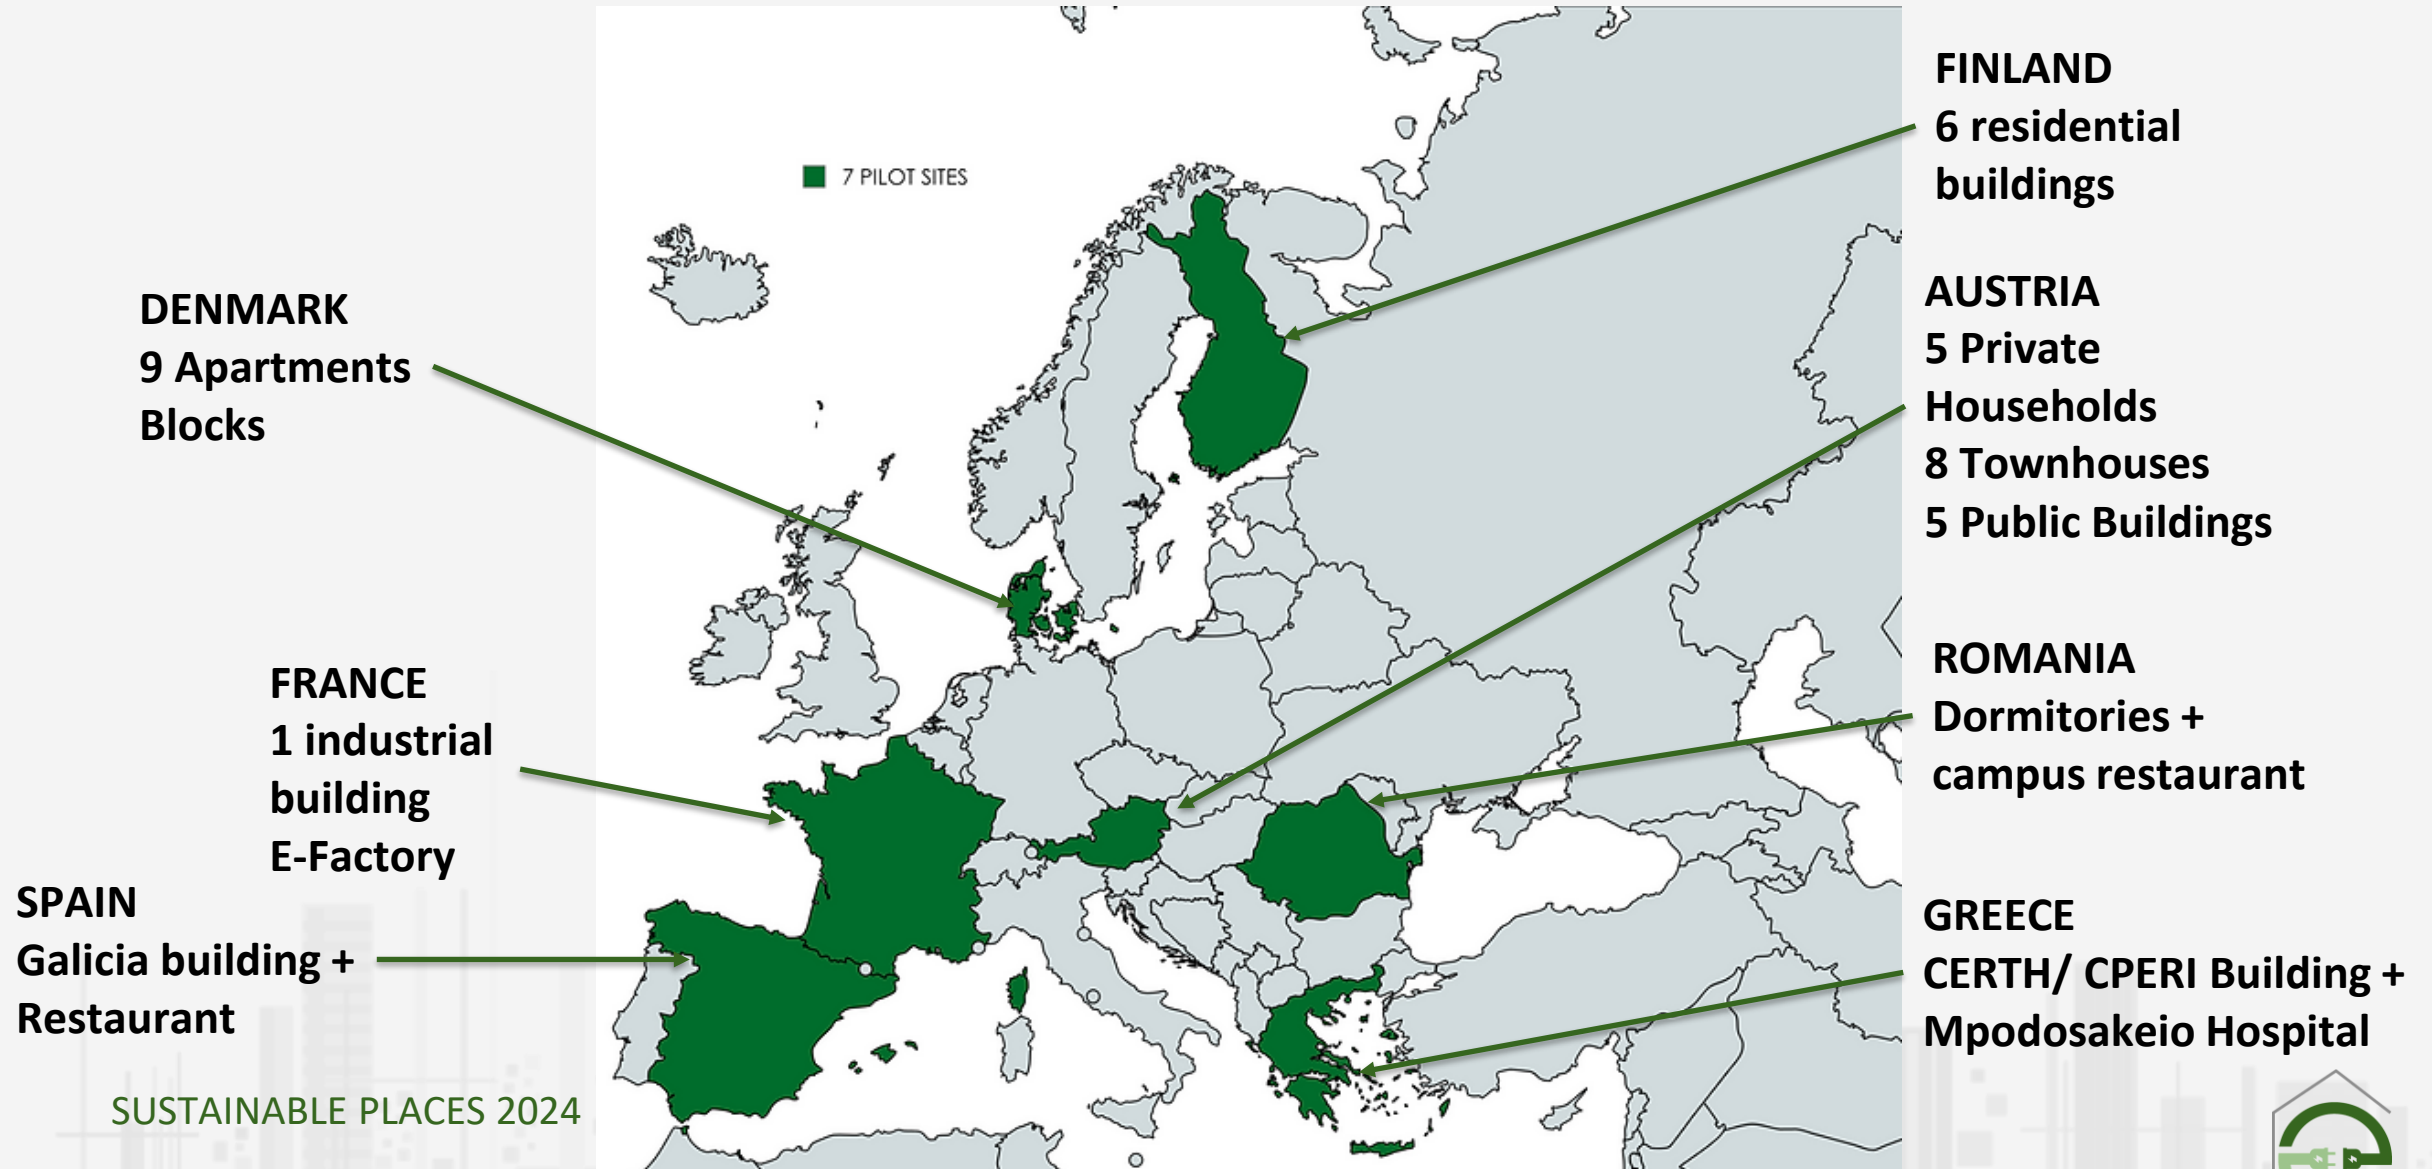 7 PILOT SITES
DENMARK
9 Apartments
Blocks
FRANCE
1 industrial
building
E-Factory
SPAIN
Galicia building +
Restaurant
FINLAND
6 residential
buildings
AUSTRIA
5 Private
Households
8 Townhouses
5 Public Buildings
ROMANIA
Dormitories +
campus restaurant
GREECE
CERTH/ CPERI Building +
Mpodosakeio Hospital
SUSTAINABLE PLACES 2024